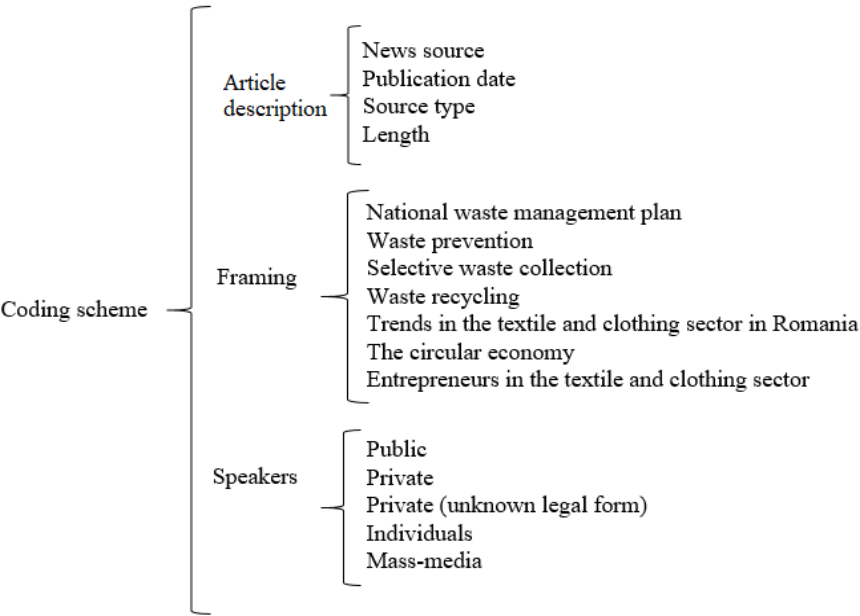 Coding scheme
Article
description
News source
Publication date
Source type
Length
Framing
National waste management plan
Waste prevention
Selective waste collection
Waste recycling
Trends in the textile and clothing sector in Romania
The circular economy
Entrepreneurs in the textile and clothing sector
Speakers
Public
Private
Private (unknown legal form)
Individuals
Mass-media